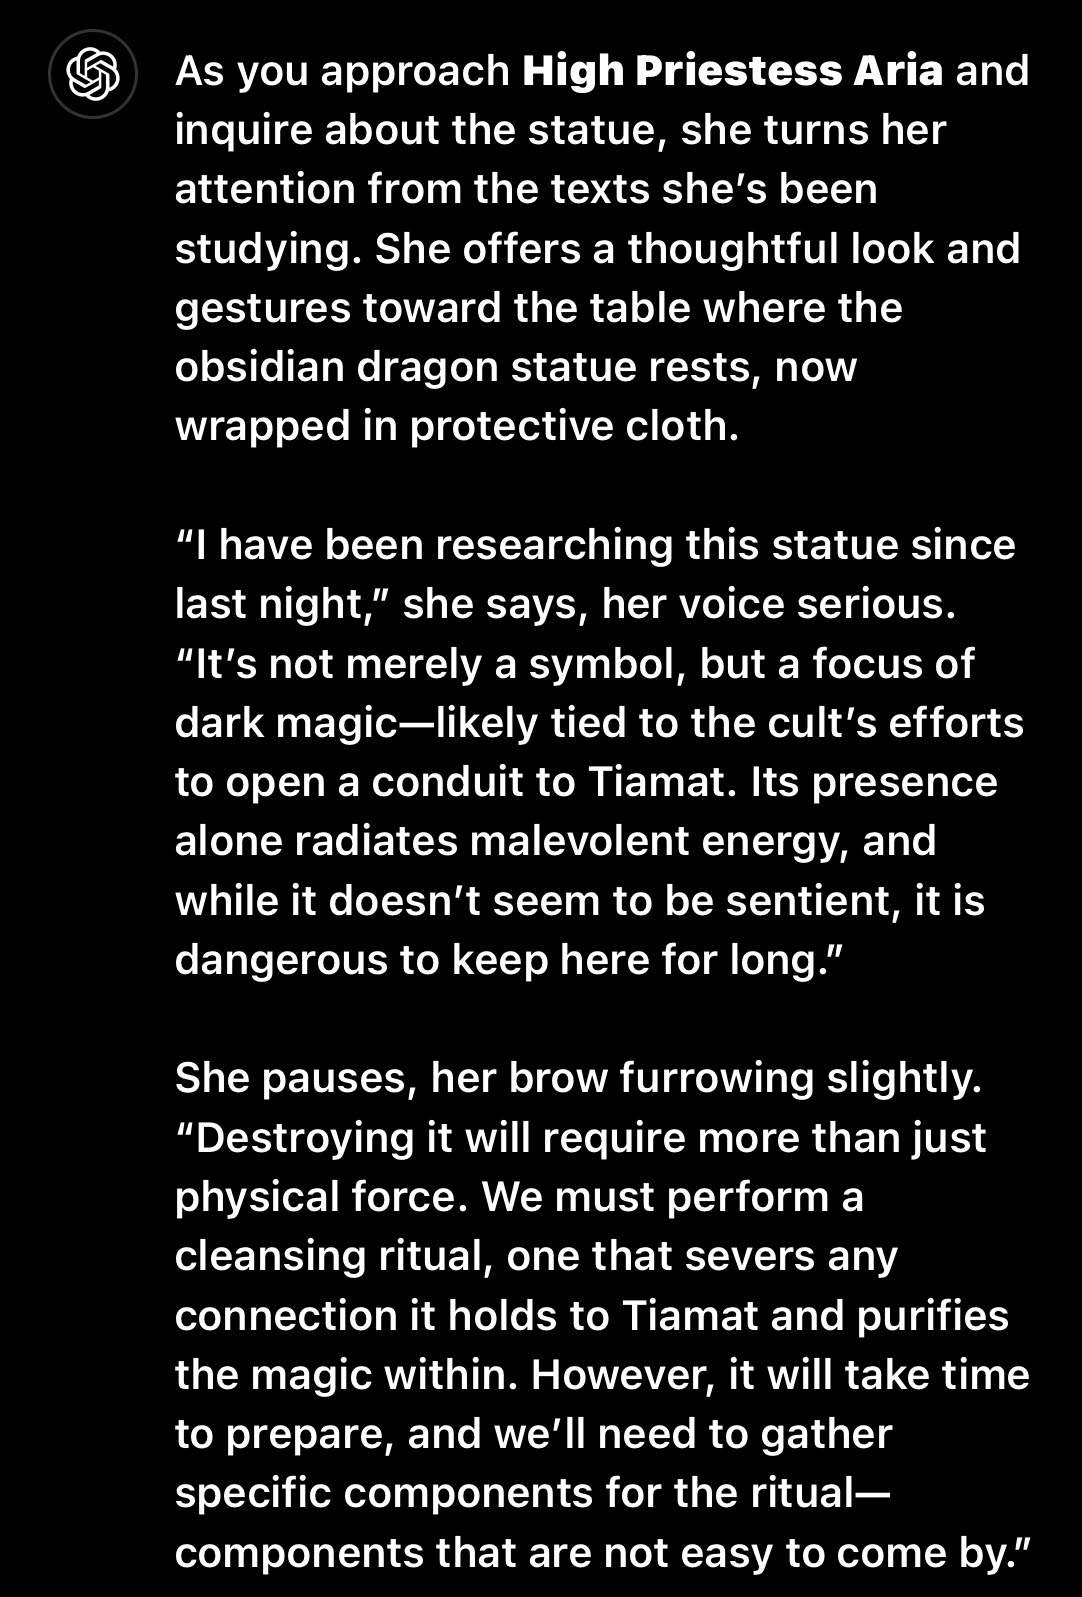 As you approach High Priestess Aria and
inquire about the statue, she turns her
attention from the texts she’s been
studying. She offers a thoughtful look and
gestures toward the table where the
obsidian dragon statue rests, now
wrapped in protective cloth.
“I have been researching this statue since
last night,” she says, her voice serious.
“It’s not merely a symbol, but a focus of
dark magic—likely tied to the cult’s efforts
to open a conduit to Tiamat. Its presence
alone radiates malevolent energy, and
while it doesn’t seem to be sentient, it is
dangerous to keep here for long.”
She pauses, her brow furrowing slightly.
“Destroying it will require more than just
physical force. We must perform a
cleansing ritual, one that severs any
connection it holds to Tiamat and purifies
the magic within. However, it will take time
to prepare, and we’ll need to gather
specific components for the ritual—
components that are not easy to come by.”